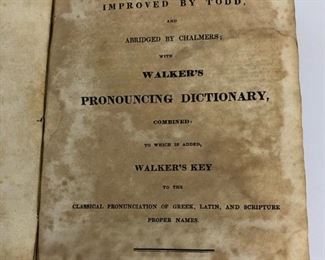 IMPROVED BY TODD,
AND
ABRIDGED BY CHALMERS;
WITH
WALKER'S
PRONOUNCING DICTIONARY,
COMBINED:
TO WHICH IS ADDED,
WALKER'S KEY
TO THE
CLASSICAL PRONUNCIATION OF GREEK, LATIN, AND SCRIPTURE
PROPER NAMES.